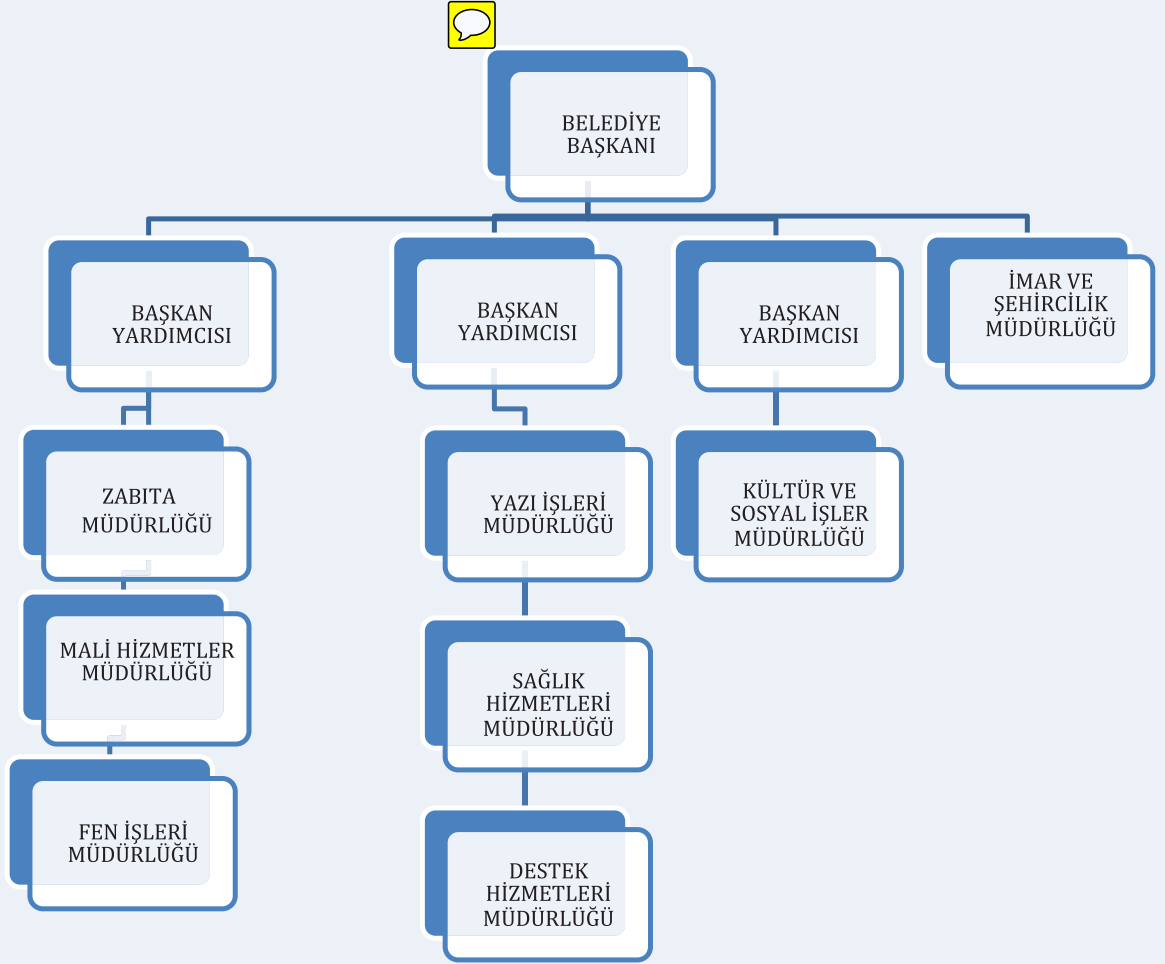 BELEDİYE
BAŞKANI
BAŞKAN
YARDIMCISI
BAŞKAN
YARDIMCISI
BAŞKAN
YARDIMCISI
İMAR VE
ŞEHİRCİLİK
MÜDÜRLÜĞÜ
ZABITA
MÜDÜRLÜĞÜ
YAZI İŞLERİ
MÜDÜRLÜĞÜ
KÜLTÜR VE
SOSYAL İŞLER
MÜDÜRLÜĞÜ
MALİ HİZMETLER
MÜDÜRLÜĞÜ
SAĞLIK
HİZMETLERİ
MÜDÜRLÜĞÜ
FEN İŞLERİ
MÜDÜRLÜĞÜ
DESTEK
HİZMETLERİ
MÜDÜRLÜĞÜ